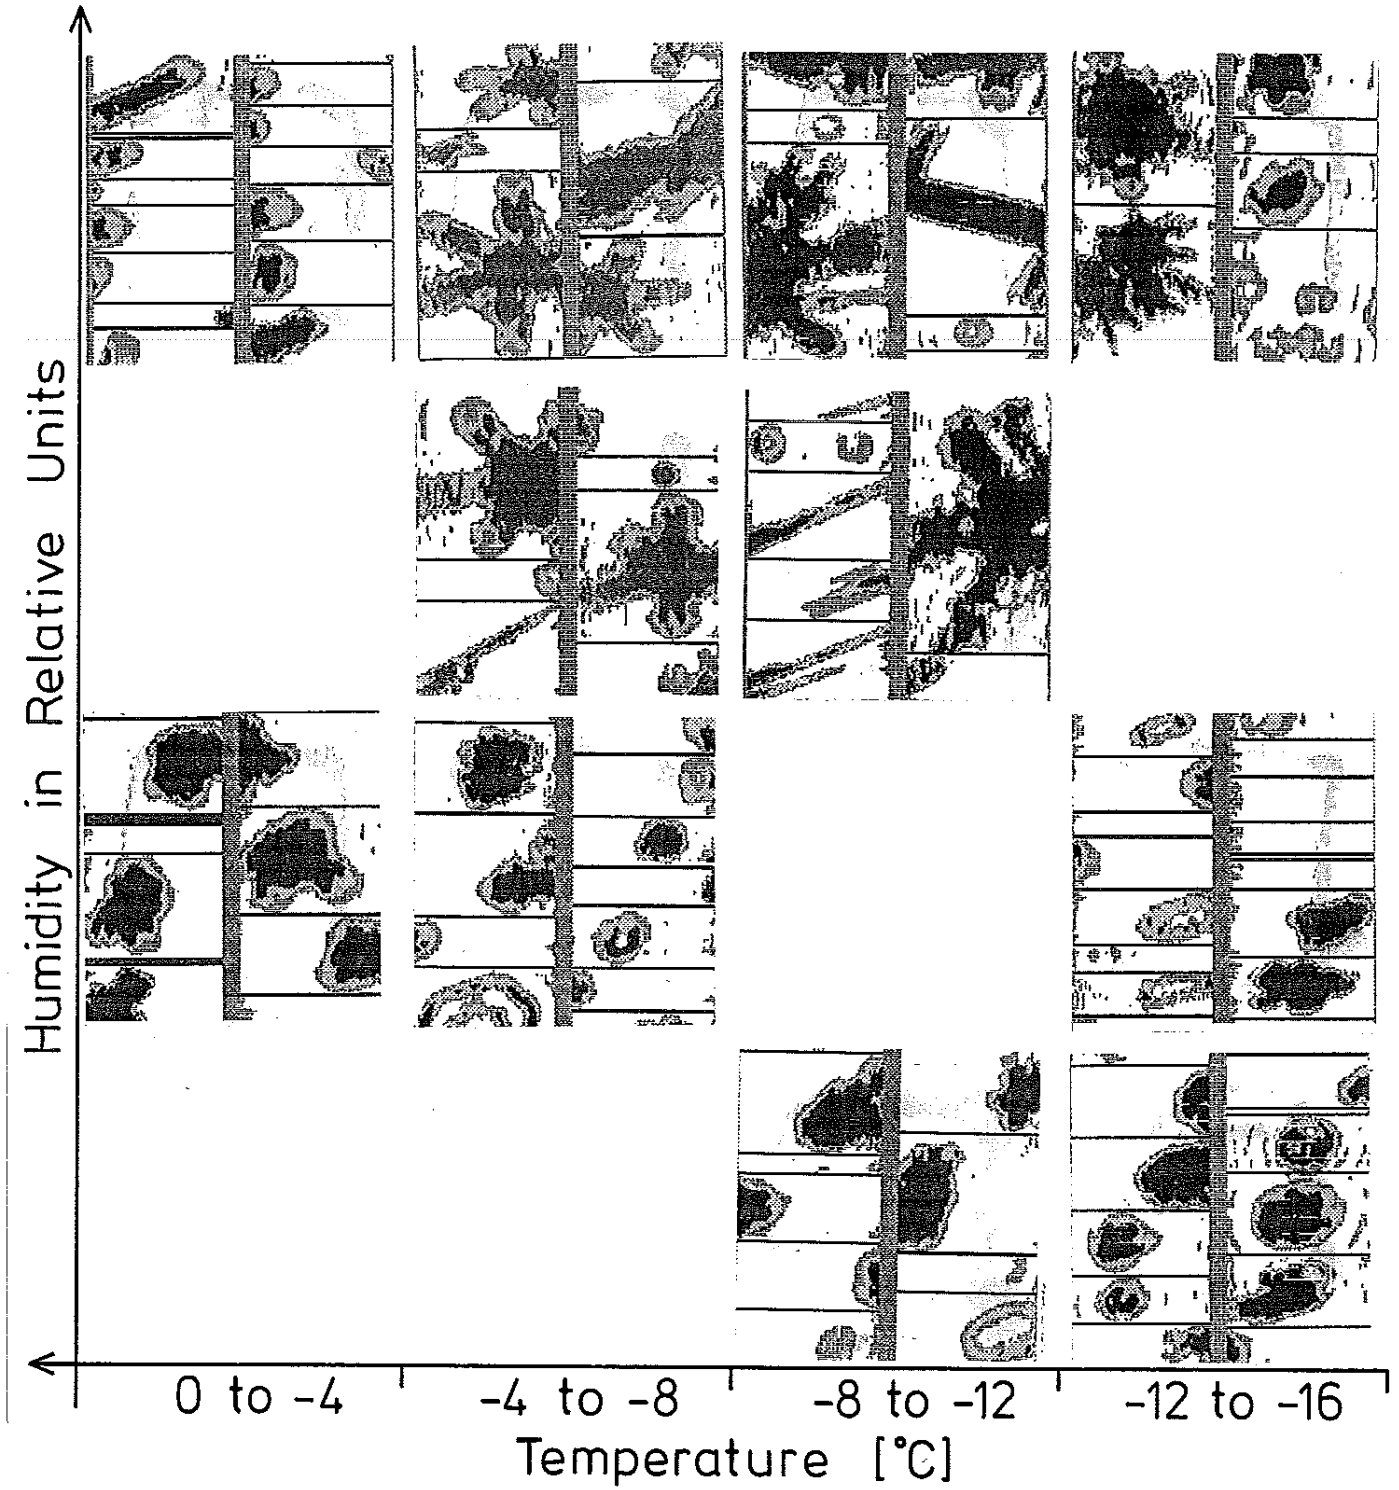 Humidity in Relative Units
0 to -4
-4 to -8
-8 to -12
-12 to -16
Temperature [°C]